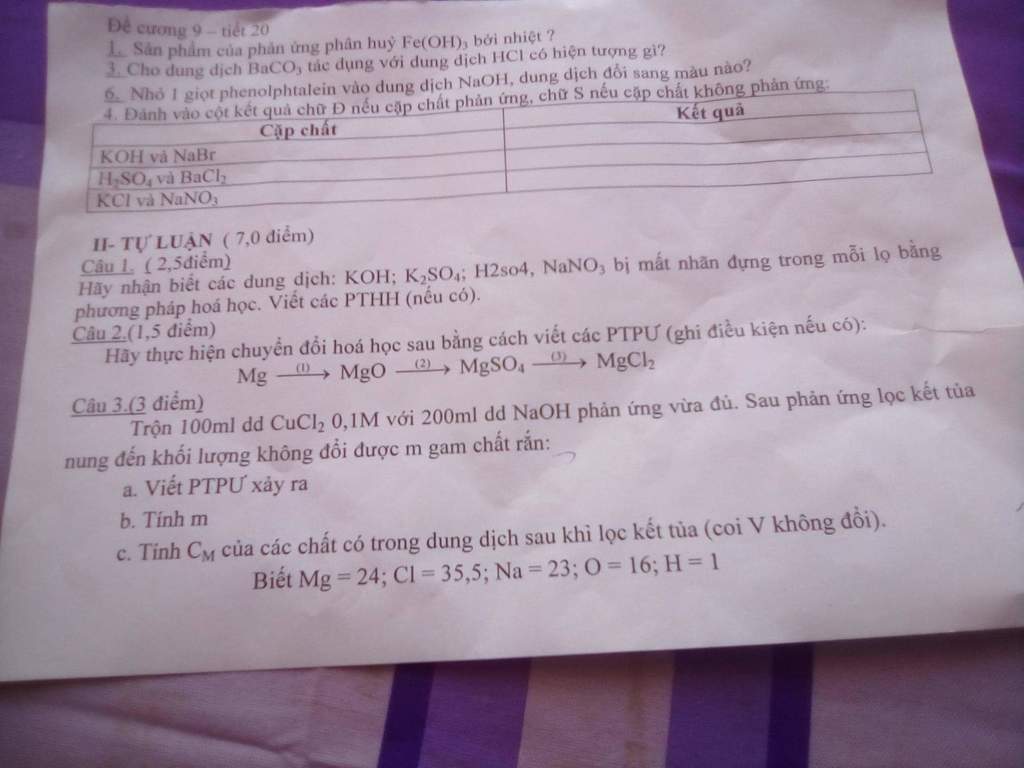 Đề cương 9 – tiết 20
1. Sản phẩm của phản ứng phân huỷ Fe(OH)₃ bởi nhiệt ?
3. Cho dung dịch BaCO₃ tác dụng với dung dịch HCl có hiện tượng gì?
6. Nhỏ 1 giọt phenolphtalein vào dung dịch NaOH, dung dịch đổi sang màu nào?
4. Đánh vào cột kết quả chữ Đ nếu cặp chất phản ứng, chữ S nếu cặp chất không phản ứng:
Cặp chất Kết quả
KOH và NaBr
H₂SO₄ và BaCl₂
KCl và NaNO₃
II- TỰ LUẬN ( 7,0 điểm)
Câu 1. ( 2,5điểm)
Hãy nhận biết các dung dịch: KOH; K₂SO₄; H2so4, NaNO₃ bị mất nhãn đựng trong mỗi lọ bằng
phương pháp hoá học. Viết các PTHH (nếu có).
Câu 2.(1,5 điểm)
Hãy thực hiện chuyển đổi hoá học sau bằng cách viết các PTPƯ (ghi điều kiện nếu có):
Mg —(1)→ MgO —(2)→ MgSO₄ —(3)→ MgCl₂
Câu 3.(3 điểm)
Trộn 100ml dd CuCl₂ 0,1M với 200ml dd NaOH phản ứng vừa đủ. Sau phản ứng lọc kết tủa
nung đến khối lượng không đổi được m gam chất rắn:
a. Viết PTPƯ xảy ra
b. Tính m
c. Tính C_M của các chất có trong dung dịch sau khi lọc kết tủa (coi V không đổi).
Biết Mg = 24; Cl = 35,5; Na = 23; O = 16; H = 1